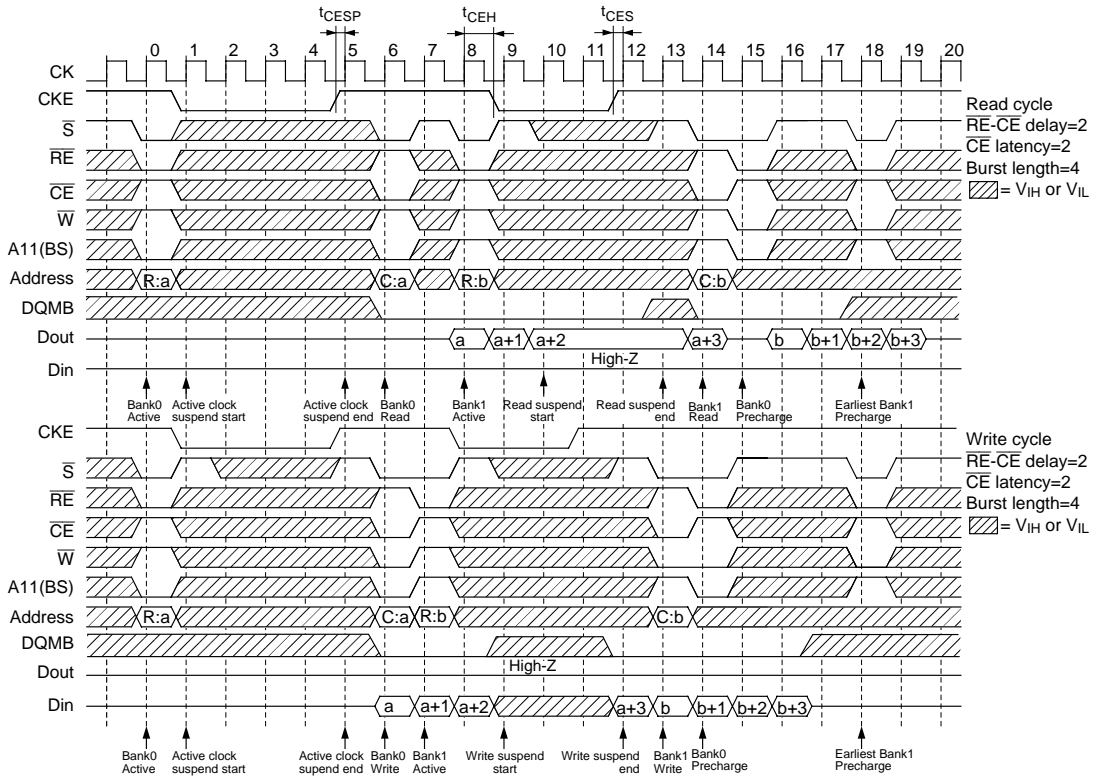 tCESP tCEH tCES
0 1 2 3 4 5 6 7 8 9 10 11 12 13 14 15 16 17 18 19 20
CK
CKE
S
RE
CE
W
A11(BS)
Address R:a C:a R:b C:b
DQMB
Dout a a+1 a+2 a+3 b b+1 b+2 b+3
High-Z
Din
Read cycle
RE-CE delay=2
CE latency=2
Burst length=4
= VIH or VIL
Bank0 Active
Active clock suspend start
Active clock suspend end
Bank0 Read
Bank1 Active
Read suspend start
Read suspend end
Bank1 Read
Bank0 Precharge
Earliest Bank1 Precharge
CKE
S
RE
CE
W
A11(BS)
Address R:a C:a R:b C:b
DQMB
High-Z
Dout
Din a a+1 a+2 a+3 b b+1 b+2 b+3
Write cycle
RE-CE delay=2
CE latency=2
Burst length=4
= VIH or VIL
Bank0 Active
Active clock suspend start
Active clock supend end
Bank0 Write
Bank1 Active
Write suspend start
Write suspend end
Bank1 Write
Bank0 Precharge
Earliest Bank1 Precharge